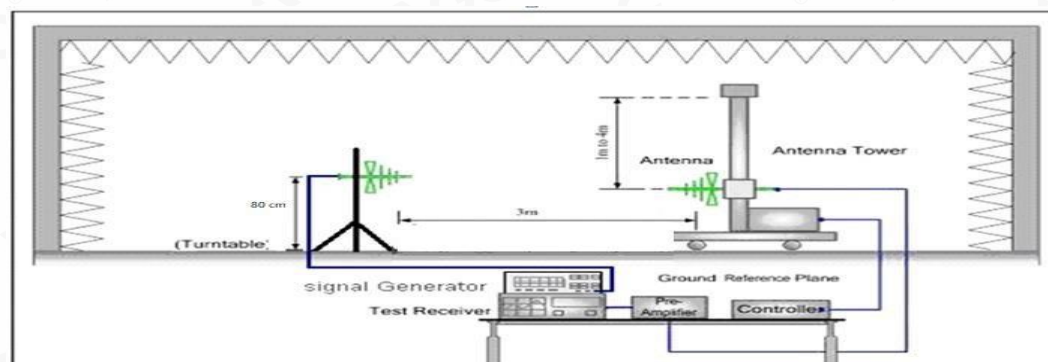 1m to 4m
Antenna Tower
Antenna
80 cm
3m
(Turntable)
Ground Reference Plane
signal Generator
Test Receiver
Pre-
Amplifier
Controller